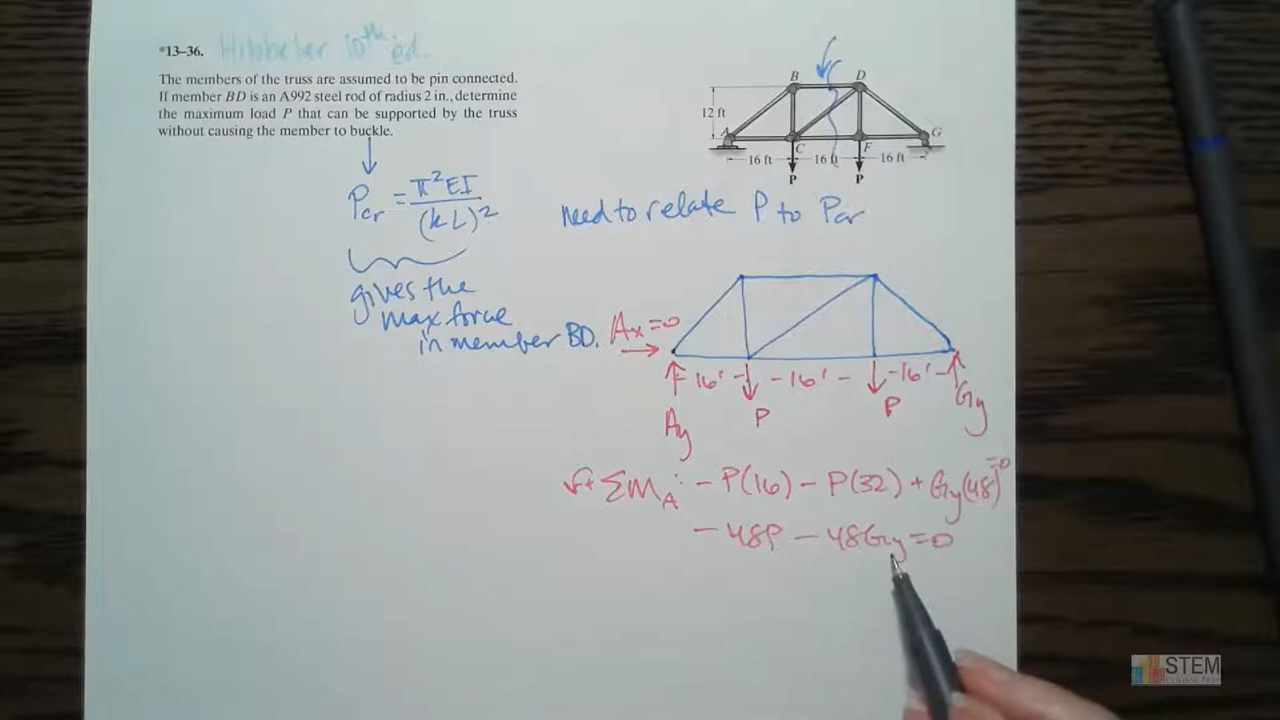 *13–36. Hibbeler 10th ed.
The members of the truss are assumed to be pin connected.
If member BD is an A992 steel rod of radius 2 in., determine
the maximum load P that can be supported by the truss
without causing the member to buckle.
Pcr = π²EI / (kL)²
gives the
max force
in member BD.
B D
12 ft
A C F G
16 ft 16 ft 16 ft
P P
need to relate P to Pcr
Ax=0
16' - -16' - -16' -
Ay P P Gy
↺+ ΣMA: - P(16) - P(32) + Gy(48) =0
- 48P - 48Gy = 0
STEM